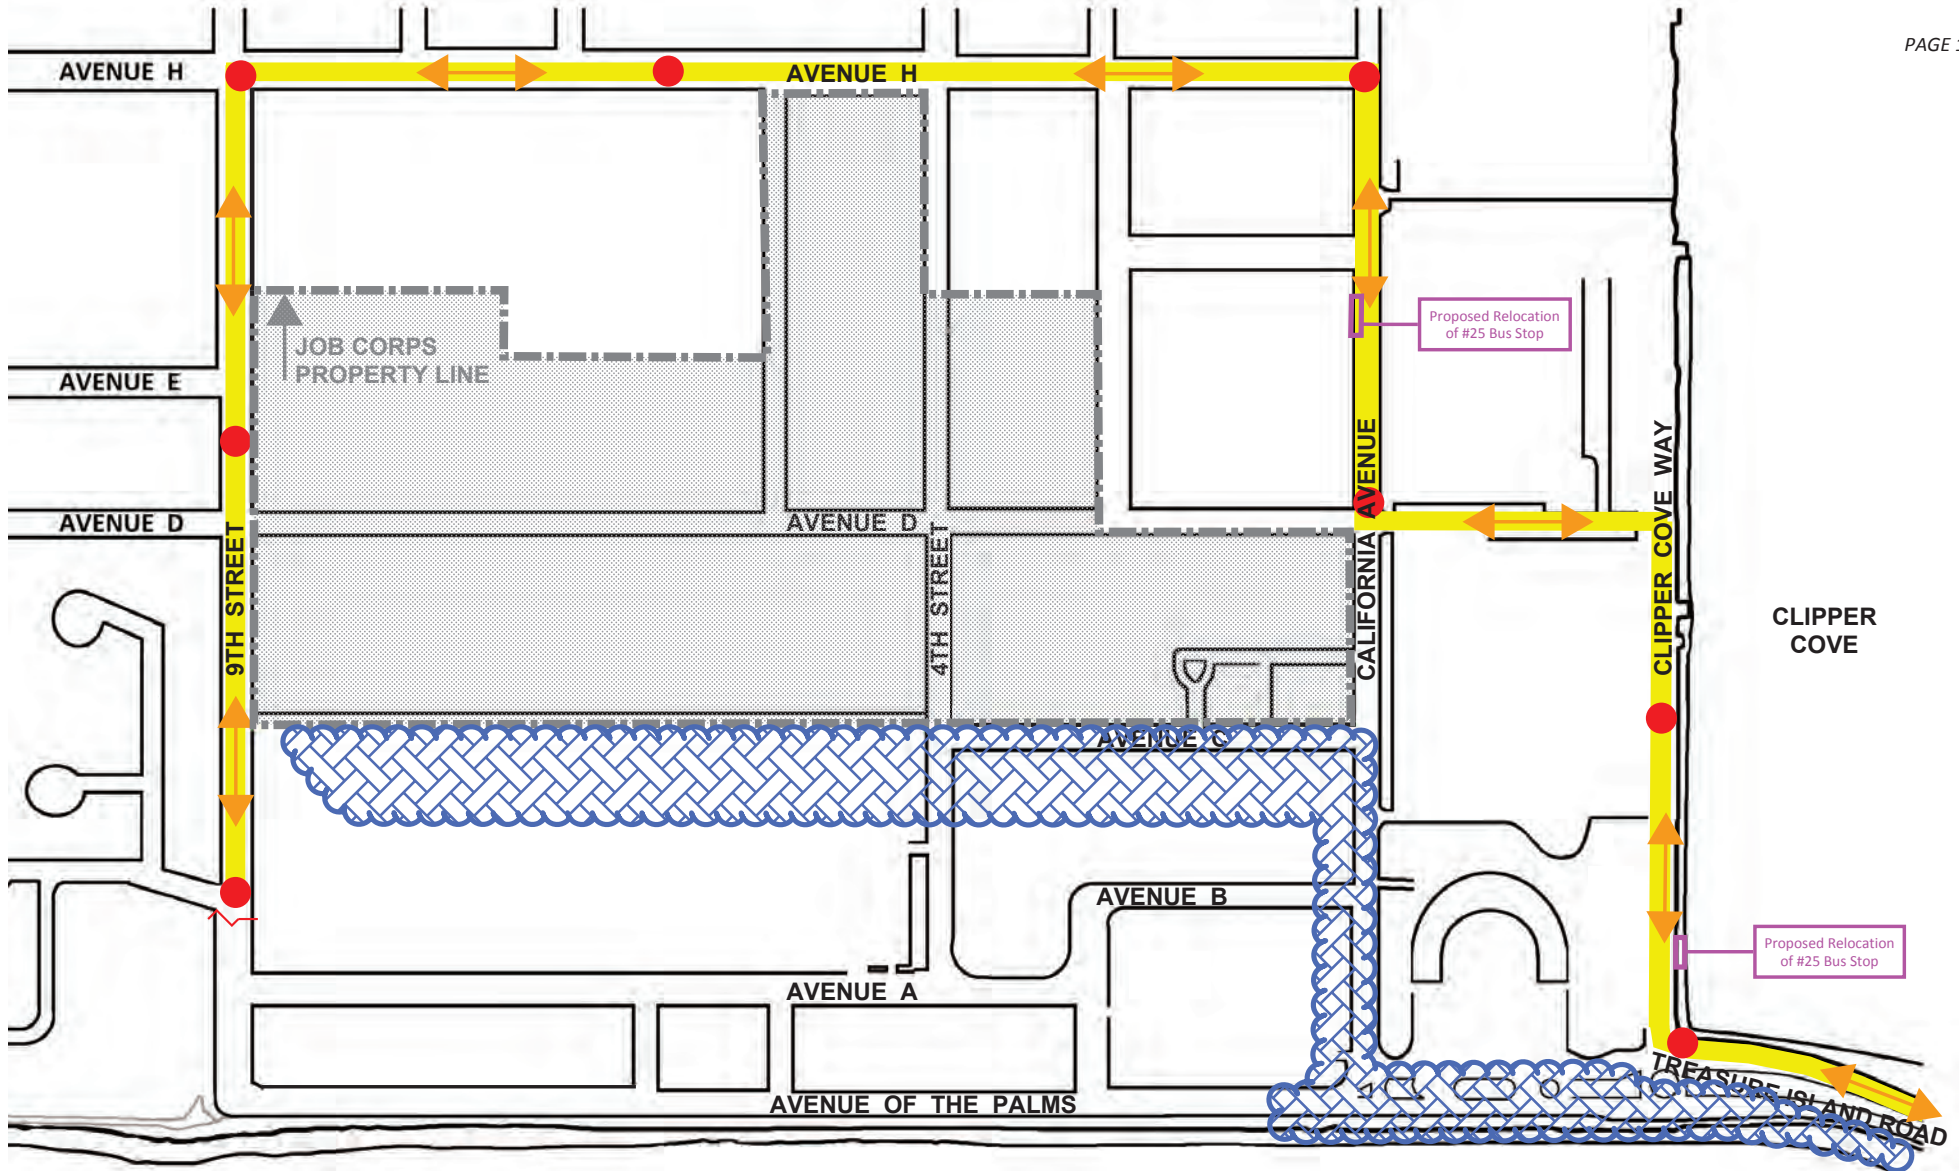 PAGE 1
AVENUE H
AVENUE H
Proposed Relocation
of #25 Bus Stop
JOB CORPS
PROPERTY LINE
AVENUE E
AVENUE D
AVENUE D
9TH STREET
4TH STREET
CALIFORNIA AVENUE
CLIPPER COVE WAY
CLIPPER
COVE
AVENUE C
AVENUE B
Proposed Relocation
of #25 Bus Stop
AVENUE A
TREASURE ISLAND ROAD
AVENUE OF THE PALMS